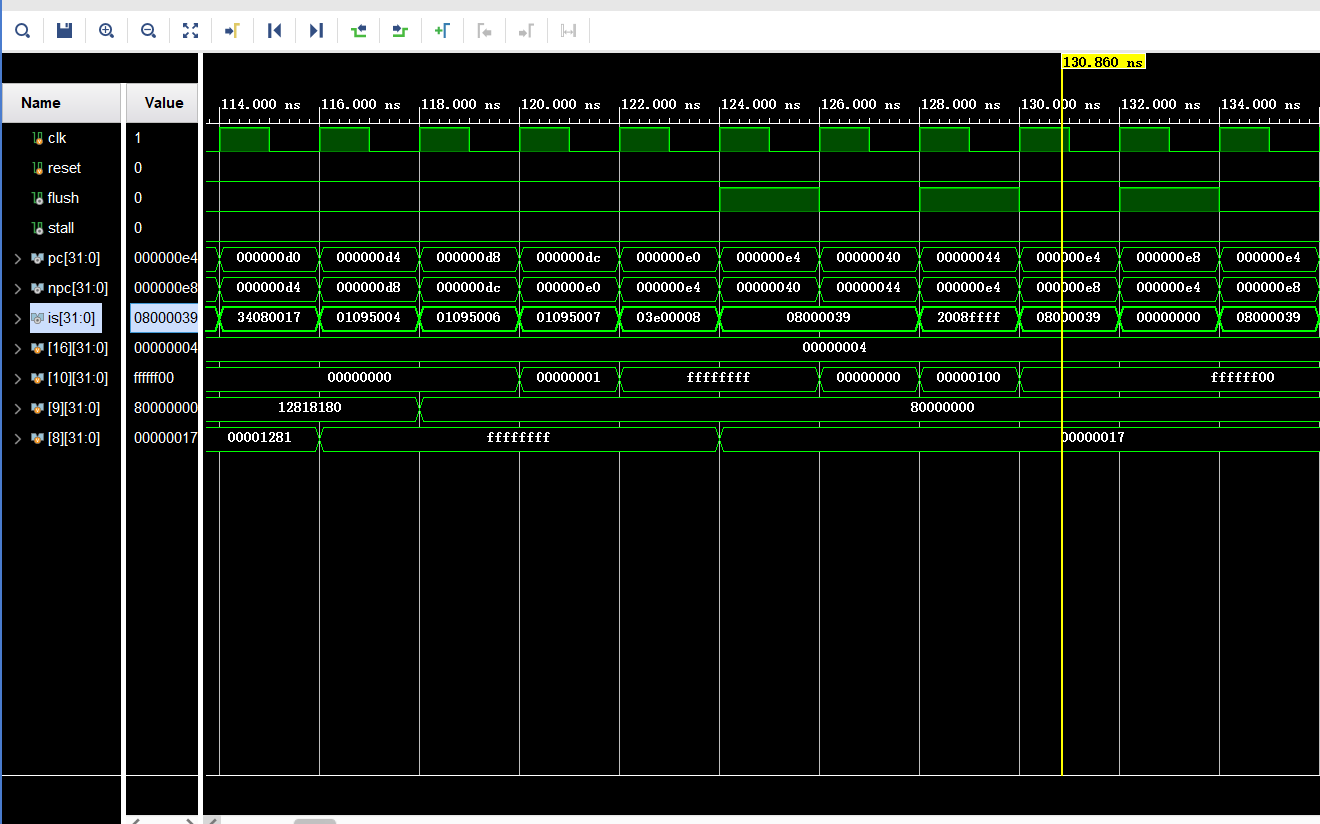 130.860 ns
Name Value
114.000 ns 116.000 ns 118.000 ns 120.000 ns 122.000 ns 124.000 ns 126.000 ns 128.000 ns 130.000 ns 132.000 ns 134.000 ns
clk 1
reset 0
flush 0
stall 0
pc[31:0] 000000e4 000000d0 000000d4 000000d8 000000dc 000000e0 000000e4 00000040 00000044 000000e4 000000e8 000000e4
npc[31:0] 000000e8 000000d4 000000d8 000000dc 000000e0 000000e4 00000040 00000044 000000e4 000000e8 000000e4 000000e8
is[31:0] 08000039 34080017 01095004 01095006 01095007 03e00008 08000039 2008ffff 08000039 00000000 08000039
[16][31:0] 00000004 00000004
[10][31:0] ffffff00 00000000 00000001 ffffffff 00000000 00000100 ffffff00
[9][31:0] 80000000 12818180 80000000
[8][31:0] 00000017 00001281 ffffffff 00000017